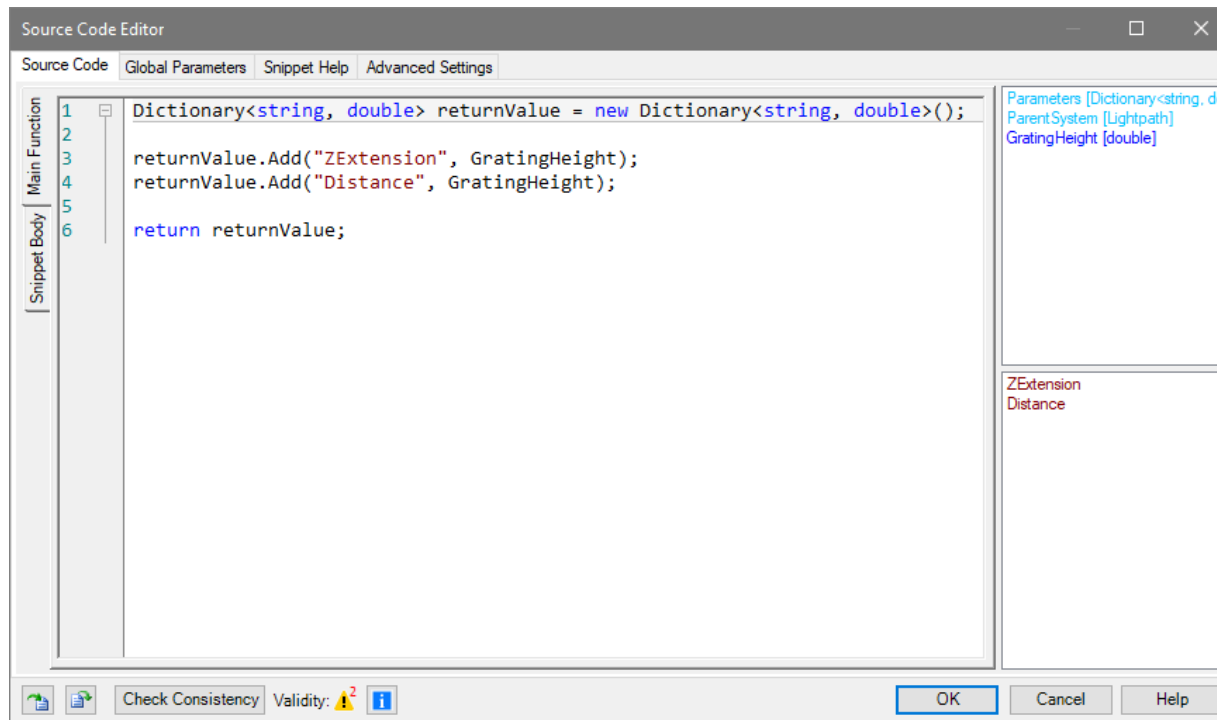 Source Code Editor
Source Code Global Parameters Snippet Help Advanced Settings
Main Function
Snippet Body
1 Dictionary<string, double> returnValue = new Dictionary<string, double>();
2
3 returnValue.Add("ZExtension", GratingHeight);
4 returnValue.Add("Distance", GratingHeight);
5
6 return returnValue;
Parameters [Dictionary<string, d
ParentSystem [Lightpath]
GratingHeight [double]
ZExtension
Distance
Check Consistency Validity: 2 i OK Cancel Help